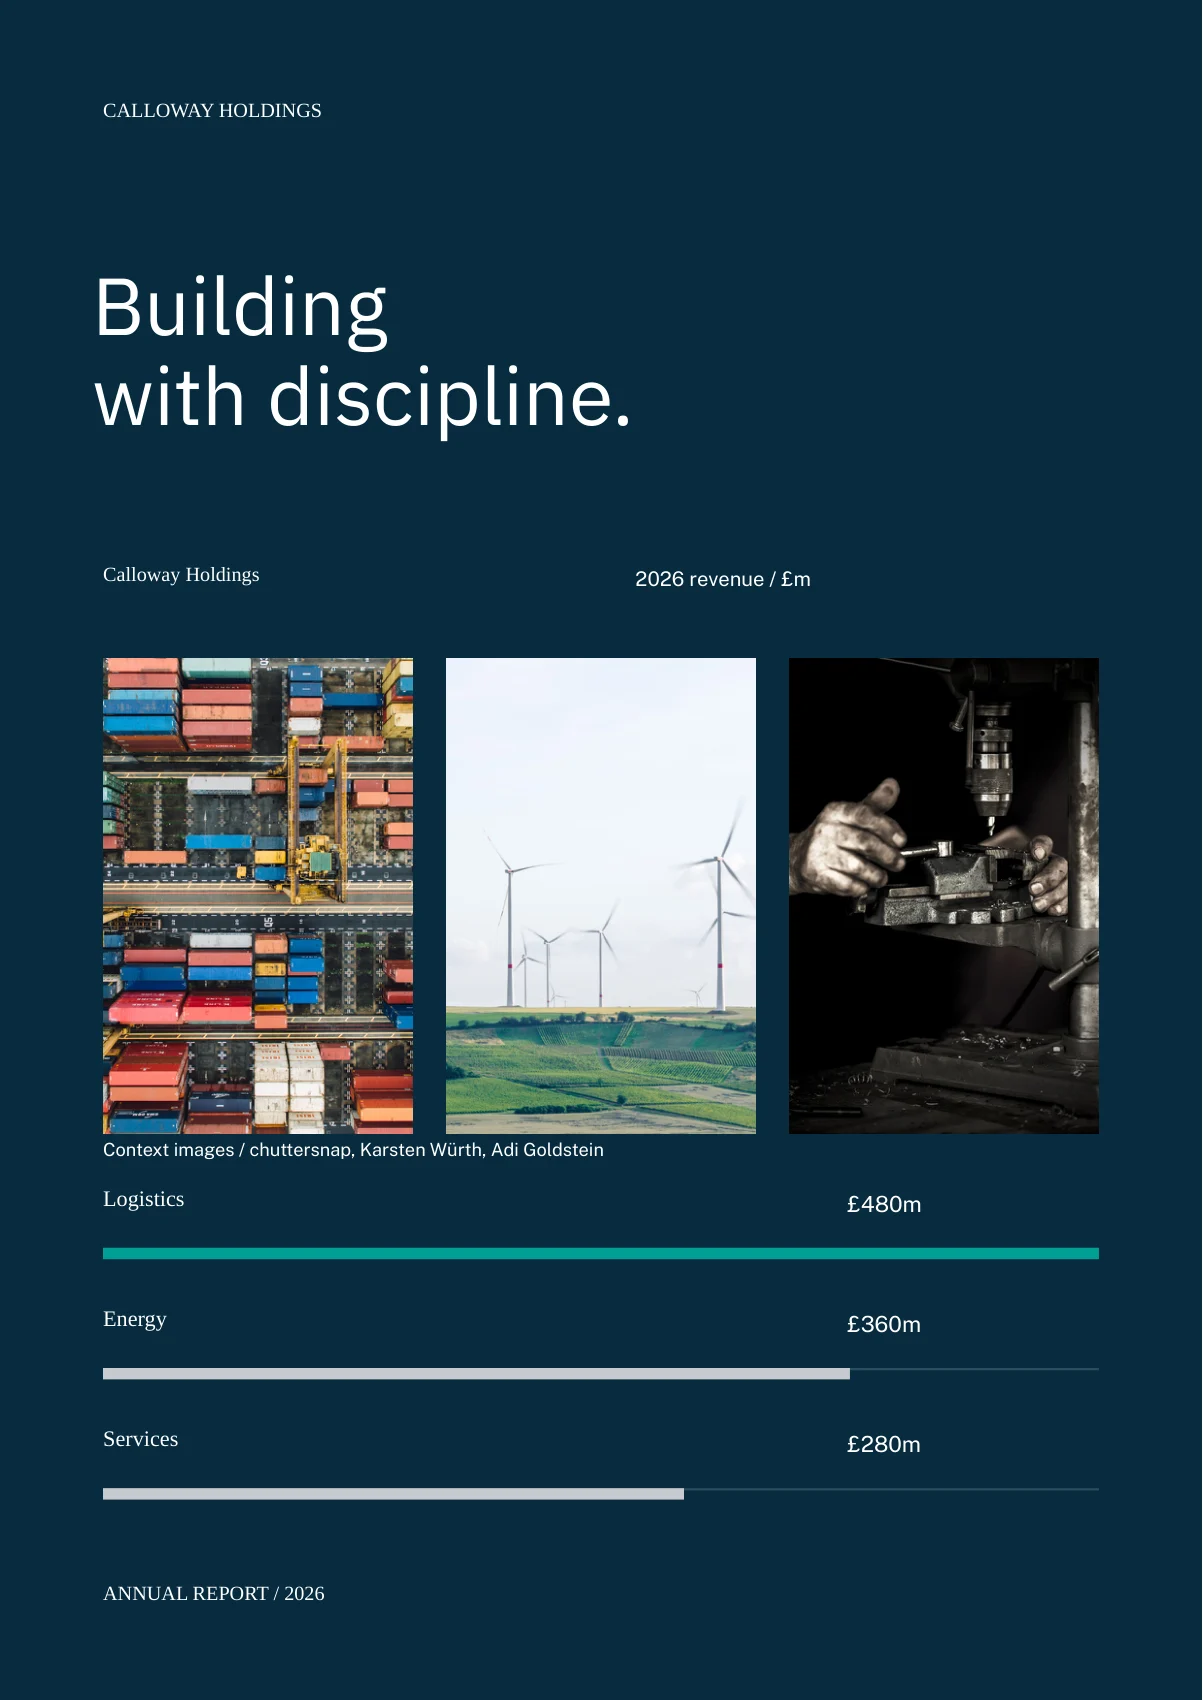 CALLOWAY HOLDINGS
Building
with discipline.
Calloway Holdings
2026 revenue / £m
Context images / chuttersnap, Karsten Würth, Adi Goldstein
Logistics
£480m
Energy
£360m
Services
£280m
ANNUAL REPORT / 2026